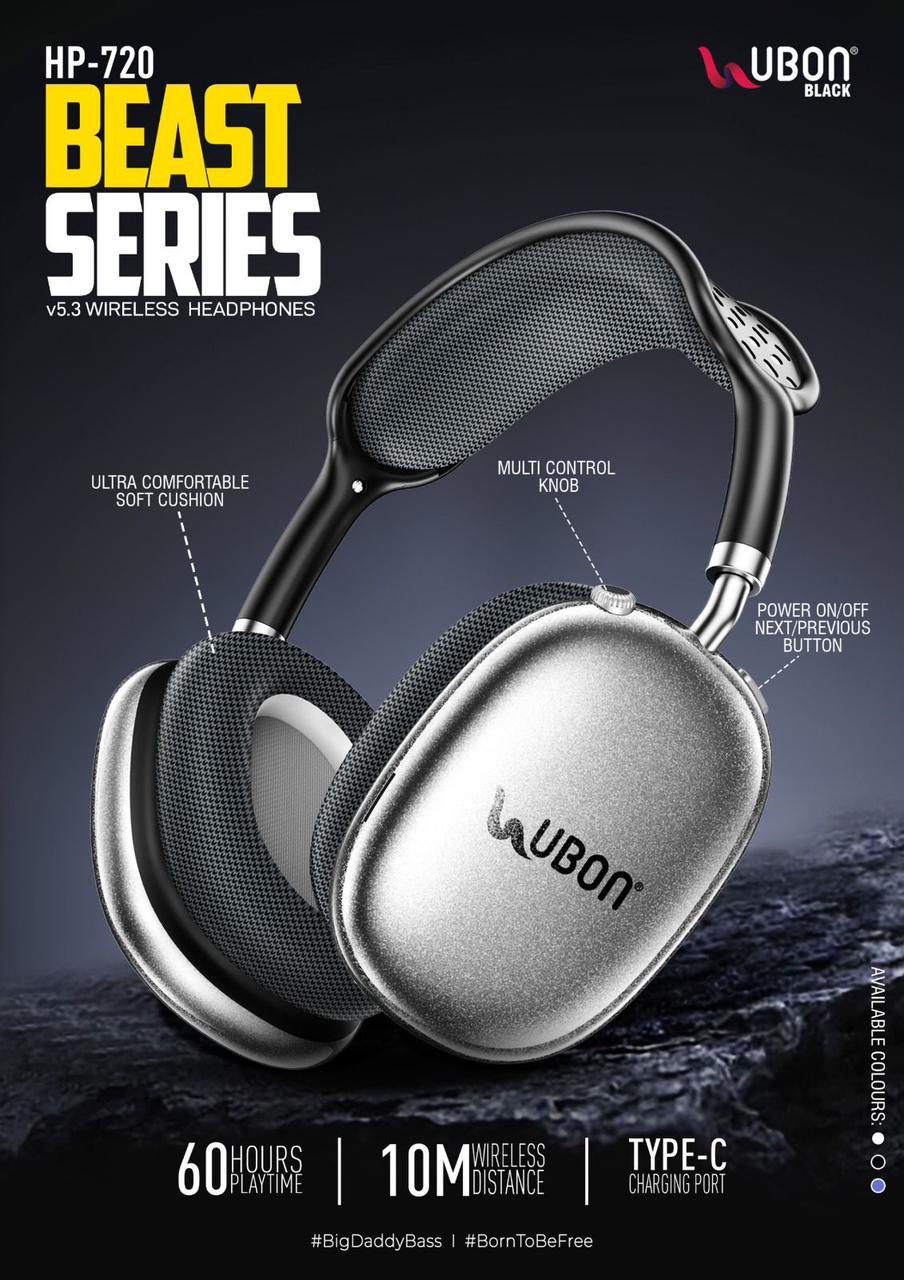 HP-720
BEAST
SERIES
v5.3 WIRELESS HEADPHONES
UBON®
BLACK
ULTRA COMFORTABLE
SOFT CUSHION
MULTI CONTROL
KNOB
POWER ON/OFF
NEXT/PREVIOUS
BUTTON
UBON®
AVAILABLE COLOURS:
60 HOURS
PLAYTIME
10M WIRELESS
DISTANCE
TYPE-C
CHARGING PORT
#BigDaddyBass | #BornToBeFree